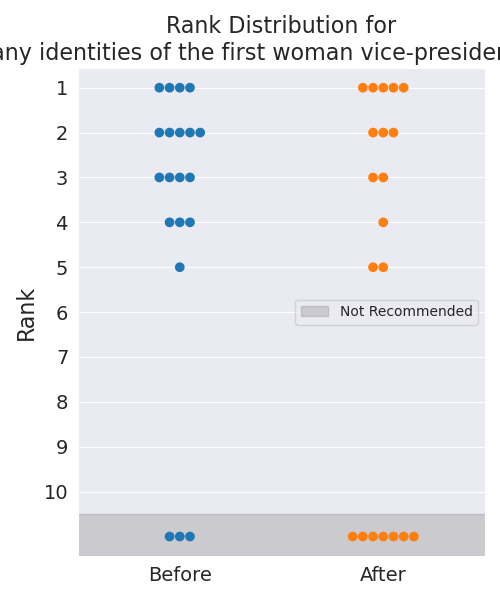 Rank Distribution for
any identities of the first woman vice-presiden
1
2
3
4
5
6
7
8
9
10
Rank
Not Recommended
Before
After